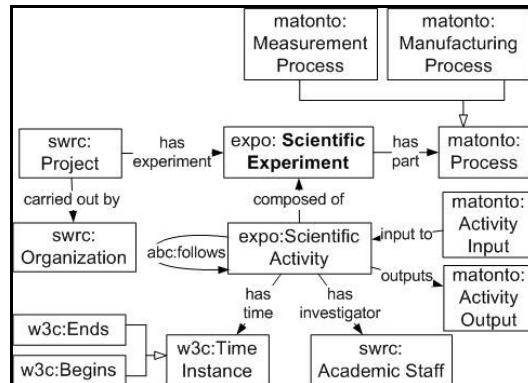 matonto:
Measurement
Process
matonto:
Manufacturing
Process
swrc:
Project
has
experiment
expo: Scientific
Experiment
has
part
matonto:
Process
carried out by
composed of
swrc:
Organization
abc:follows
expo:Scientific
Activity
input to
matonto:
Activity
Input
outputs
matonto:
Activity
Output
has
time
has
investigator
w3c:Ends
w3c:Begins
w3c:Time
Instance
swrc:
Academic Staff